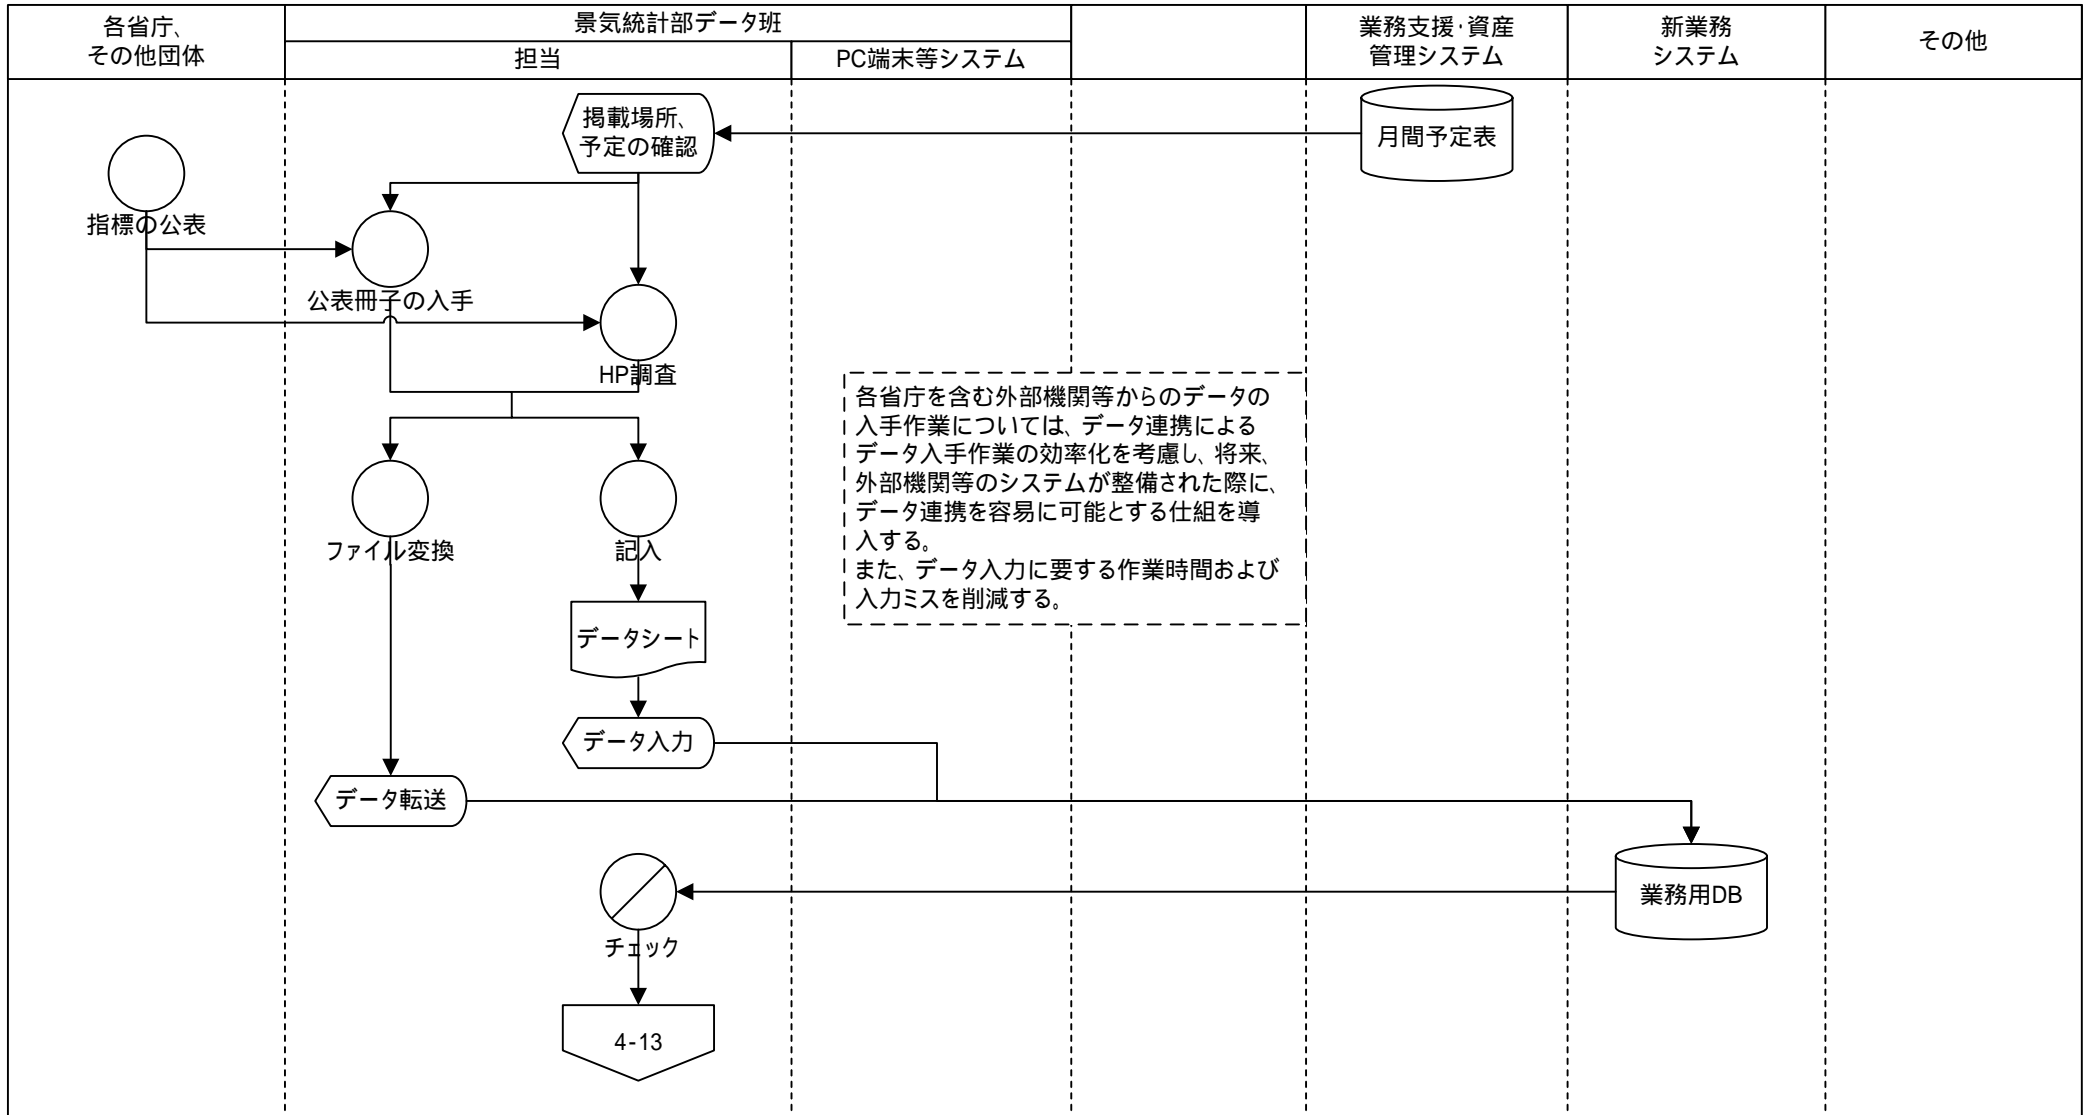 各省庁、
その他団体
景気統計部データ班
担当
PC端末等システム
業務支援・資産
管理システム
新業務
システム
その他
掲載場所、
予定の確認
月間予定表
指標の公表
公表冊子の入手
HP調査
各省庁を含む外部機関等からのデータの
入手作業については、データ連携による
データ入手作業の効率化を考慮し、将来、
外部機関等のシステムが整備された際に、
データ連携を容易に可能とする仕組を導
入する。
また、データ入力に要する作業時間および
入力ミスを削減する。
ファイル変換
記入
データシート
データ入力
データ転送
業務用DB
チェック
4-13